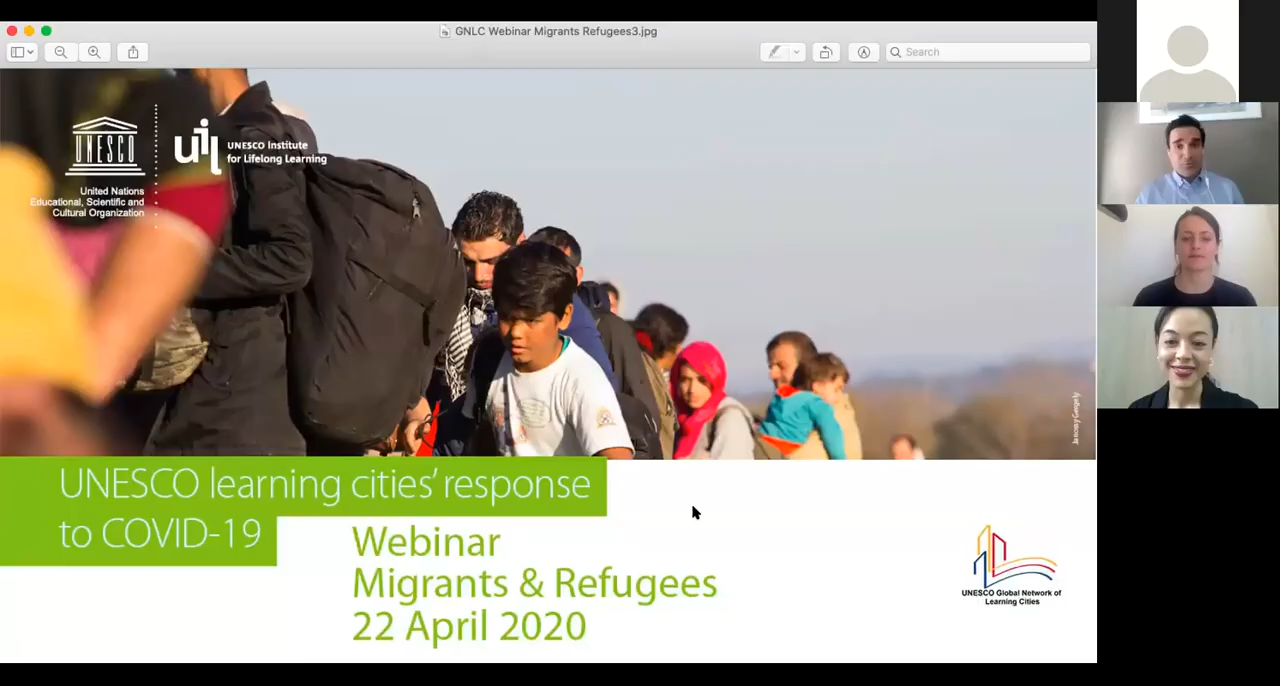 GNLC Webinar Migrants Refugees3.jpg
Search
UNESCO
United Nations
Educational, Scientific and
Cultural Organization
uil
UNESCO Institute
for Lifelong Learning
UNESCO learning cities' response
to COVID-19
Webinar
Migrants & Refugees
22 April 2020
UNESCO Global Network of
Learning Cities